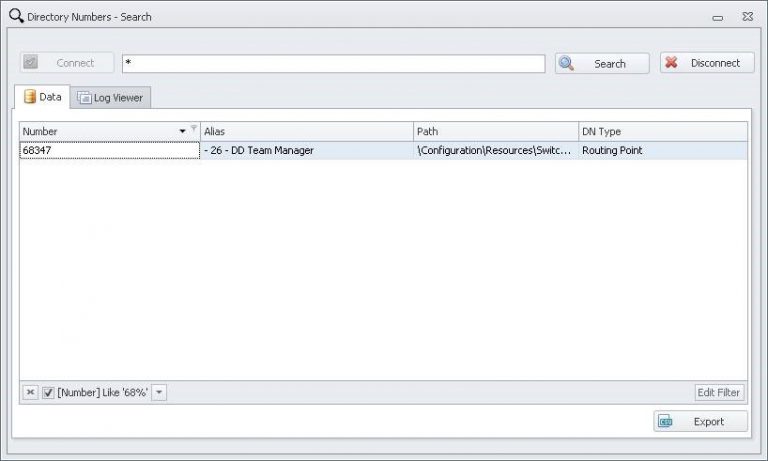 Directory Numbers - Search
Connect * Search Disconnect
Data Log Viewer
Number Alias Path DN Type
68347 - 26 - DD Team Manager \Configuration\Resources\Switc... Routing Point
[Number] Like '68%' Edit Filter
Export